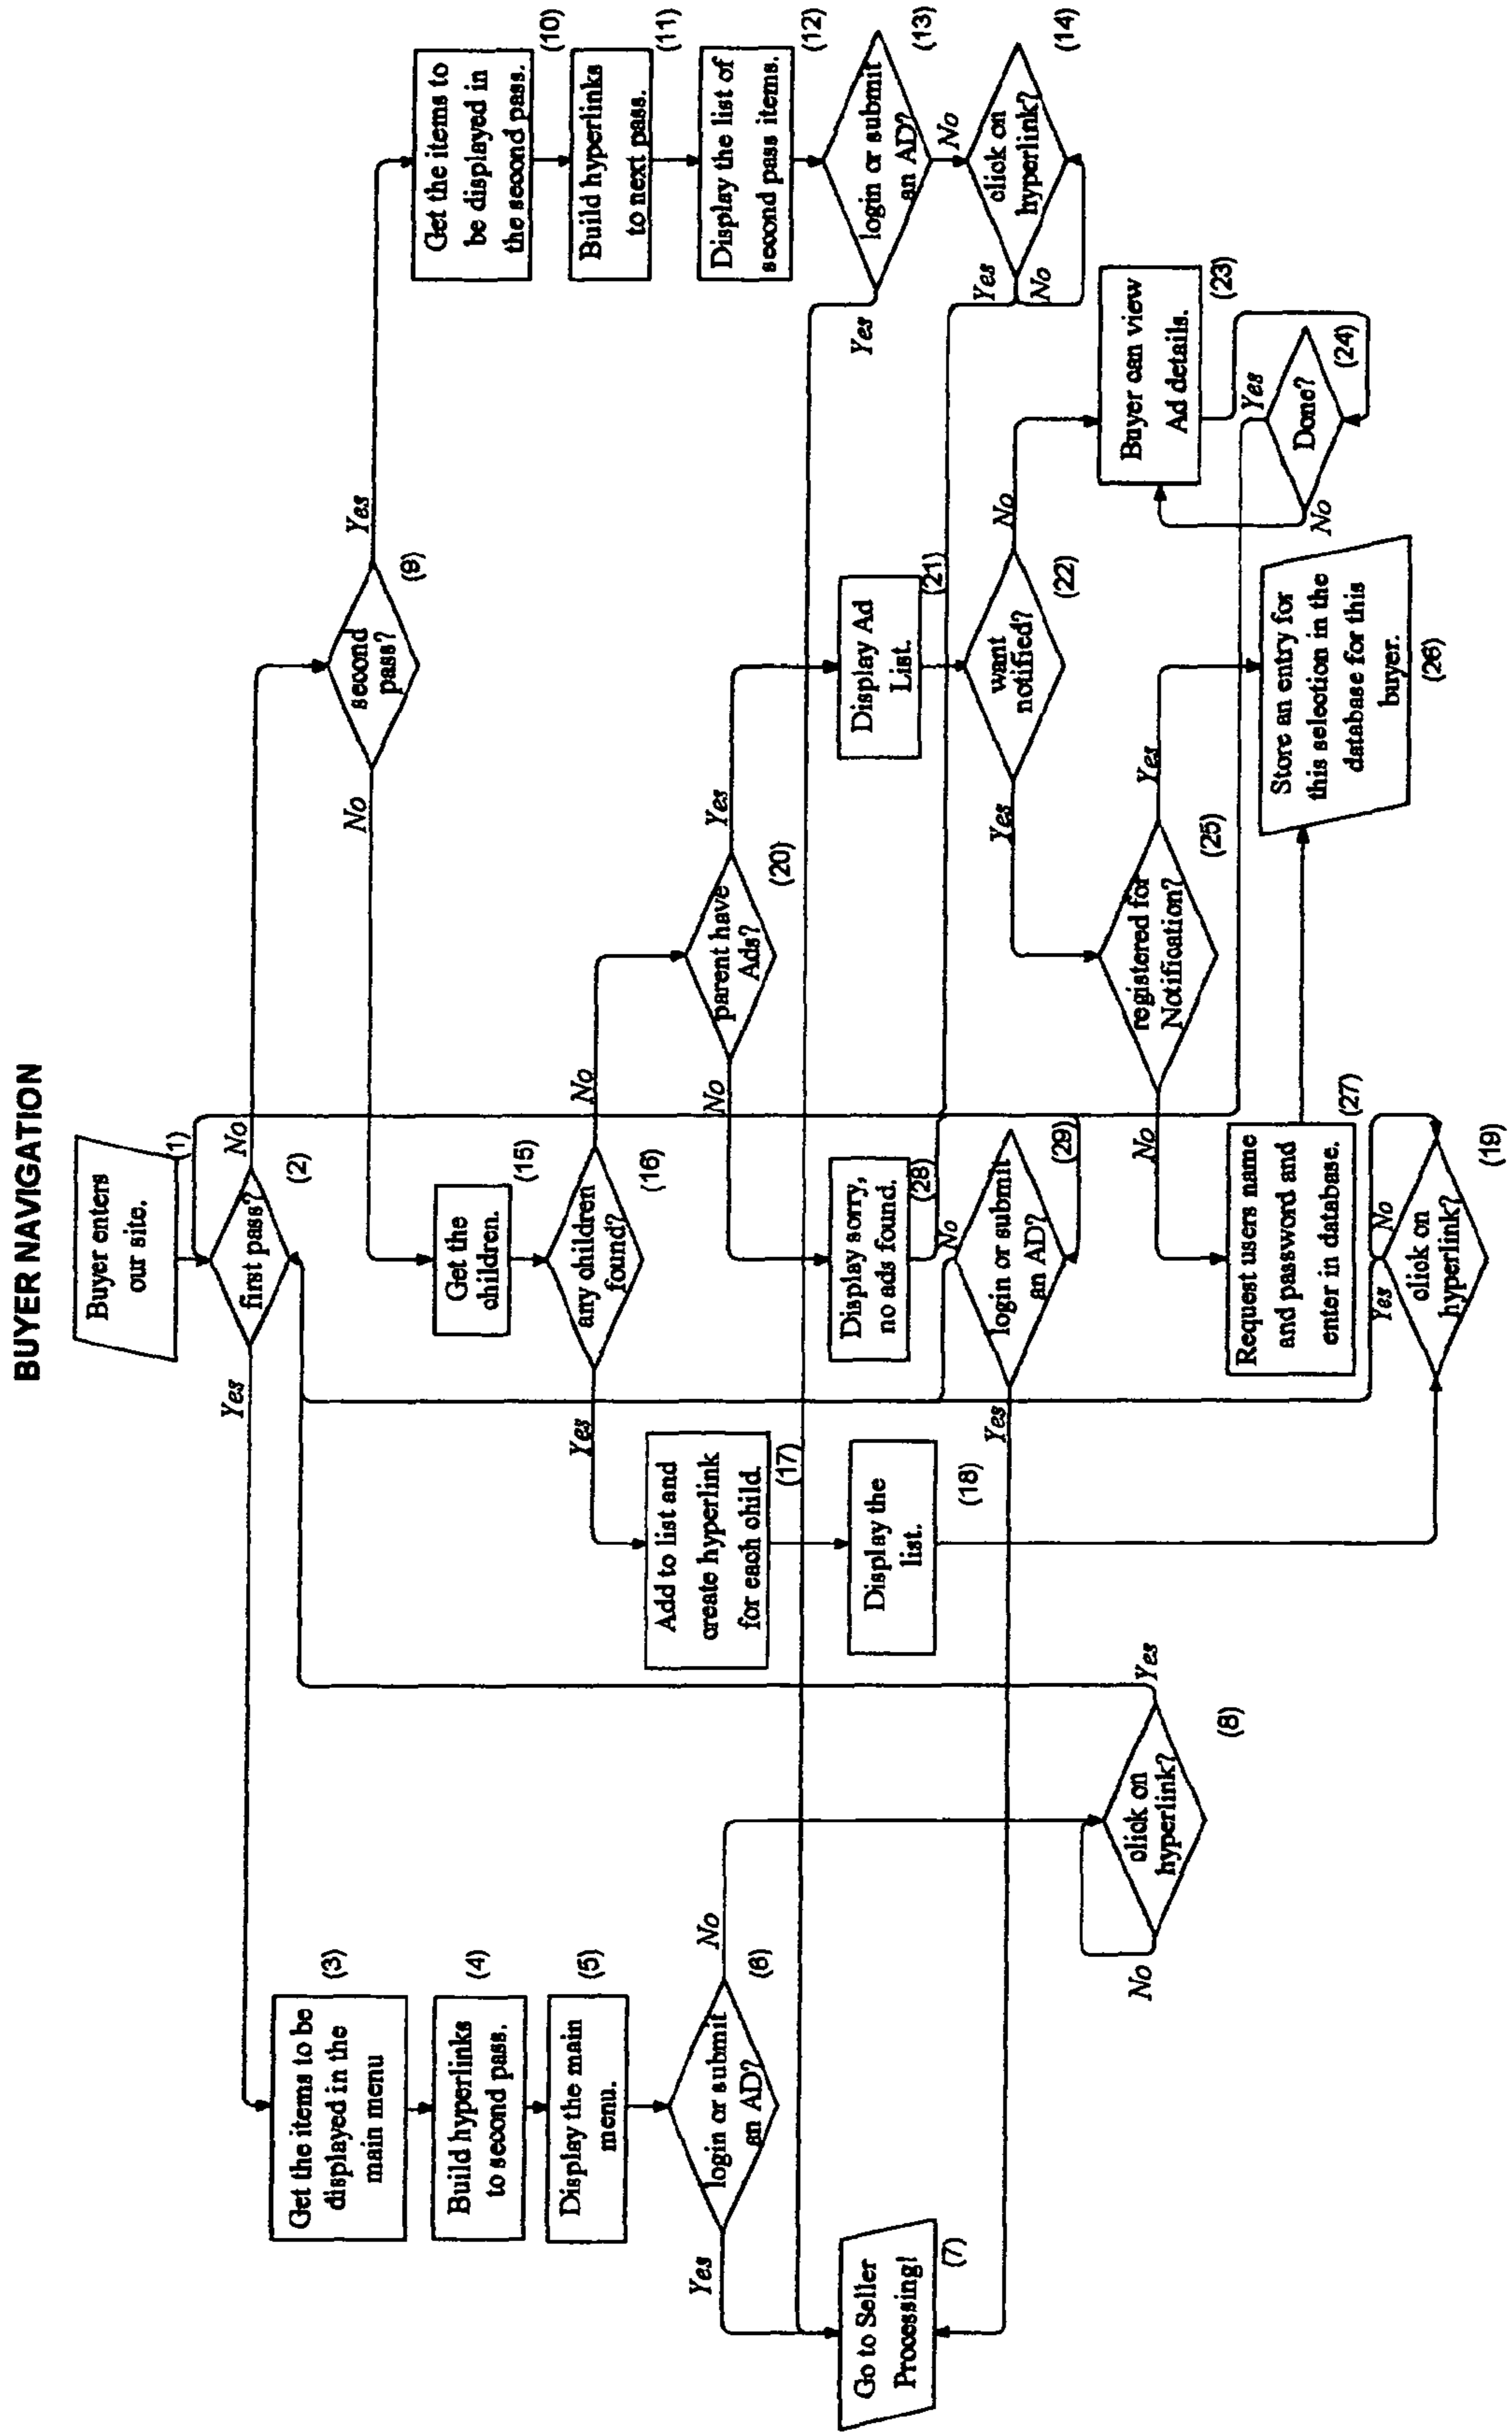 BUYER NAVIGATION
Buyer enters
our site.
(1)
first pass?
(2)
Yes
No
Get the items to be
displayed in the
main menu
(3)
Build hyperlinks
to second pass.
(4)
Display the main
menu.
(5)
login or submit
an AD?
(6)
Yes
No
Go to Seller
Processing!
(7)
click on
hyperlink?
(8)
Yes
No
second
pass?
(9)
No
Yes
Get the items to
be displayed in
the second pass.
(10)
Build hyperlinks
to next pass.
(11)
Display the list of
second pass items.
(12)
login or submit
an AD?
(13)
Yes
No
click on
hyperlink?
(14)
Yes
No
Get the
children.
(15)
any children
found?
(16)
Yes
No
Add to list and
create hyperlink
for each child.
(17)
Display the
list.
(18)
click on
hyperlink?
(19)
Yes
No
parent have
Ads?
(20)
No
Yes
Display Ad
List.
(21)
want
notified?
(22)
Yes
No
Buyer can view
Ad details.
(23)
Done?
(24)
Yes
No
registered for
Notification?
(25)
No
Yes
Store an entry for
this selection in the
database for this
buyer.
(26)
Request users name
and password and
enter in database.
(27)
Display sorry,
no ads found.
(28)
login or submit
an AD?
(29)
Yes
No